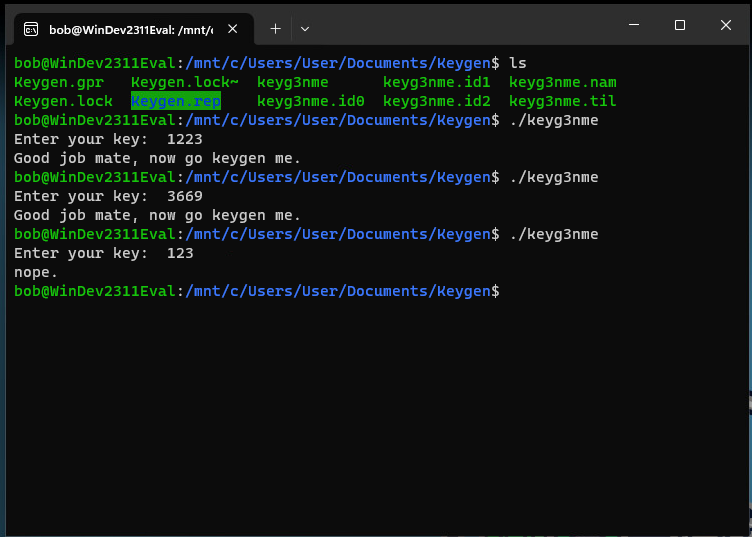 bob@WinDev2311Eval: /mnt/c
bob@WinDev2311Eval:/mnt/c/Users/User/Documents/Keygen$ ls
Keygen.gpr Keygen.lock~ keyg3nme keyg3nme.id1 keyg3nme.nam
Keygen.lock Keygen.rep keyg3nme.id0 keyg3nme.id2 keyg3nme.til
bob@WinDev2311Eval:/mnt/c/Users/User/Documents/Keygen$ ./keyg3nme
Enter your key: 1223
Good job mate, now go keygen me.
bob@WinDev2311Eval:/mnt/c/Users/User/Documents/Keygen$ ./keyg3nme
Enter your key: 3669
Good job mate, now go keygen me.
bob@WinDev2311Eval:/mnt/c/Users/User/Documents/Keygen$ ./keyg3nme
Enter your key: 123
nope.
bob@WinDev2311Eval:/mnt/c/Users/User/Documents/Keygen$